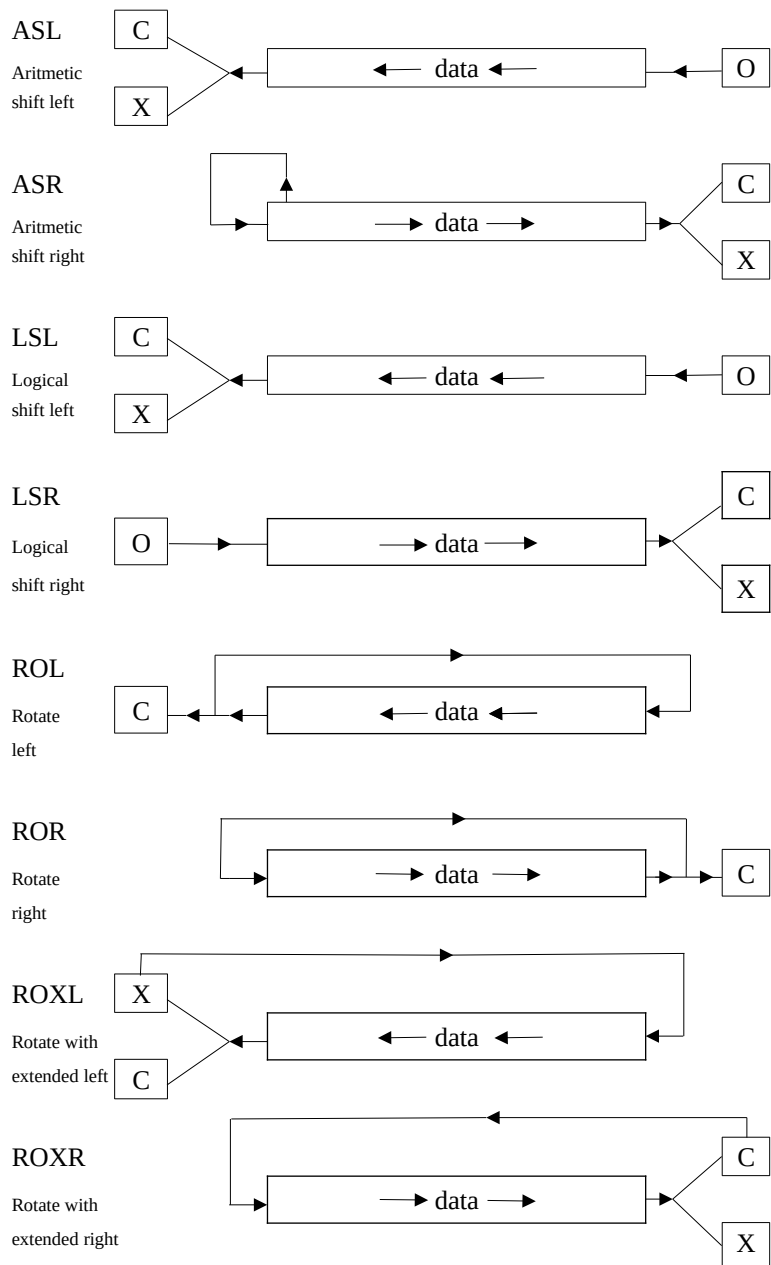 ASL
Aritmetic
shift left
C
X
data
O
ASR
Aritmetic
shift right
data
C
X
LSL
Logical
shift left
C
X
data
O
LSR
Logical
shift right
O
data
C
X
ROL
Rotate
left
C
data
ROR
Rotate
right
data
C
ROXL
Rotate with
extended left
X
C
data
ROXR
Rotate with
extended right
data
C
X